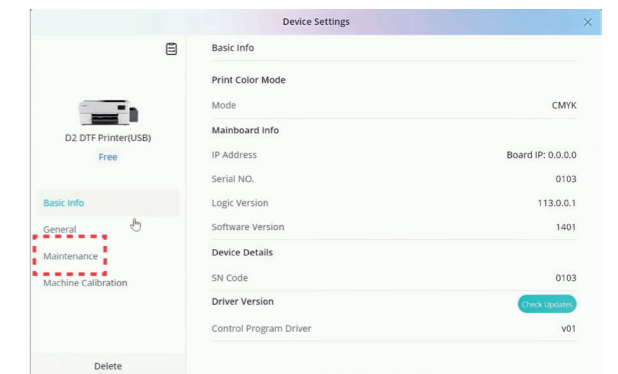 Device Settings
D2 DTF Printer(USB)
Free
Basic Info
General
Maintenance
Machine Calibration
Delete
Basic Info
Print Color Mode
Mode CMYK
Mainboard Info
IP Address Board IP: 0.0.0.0
Serial NO. 0103
Logic Version 113.0.0.1
Software Version 1401
Device Details
SN Code 0103
Driver Version Check Updates
Control Program Driver v01